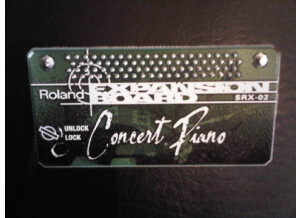 Roland EXPANSION
BOARD SRX-02
UNLOCK
LOCK
Concert Piano